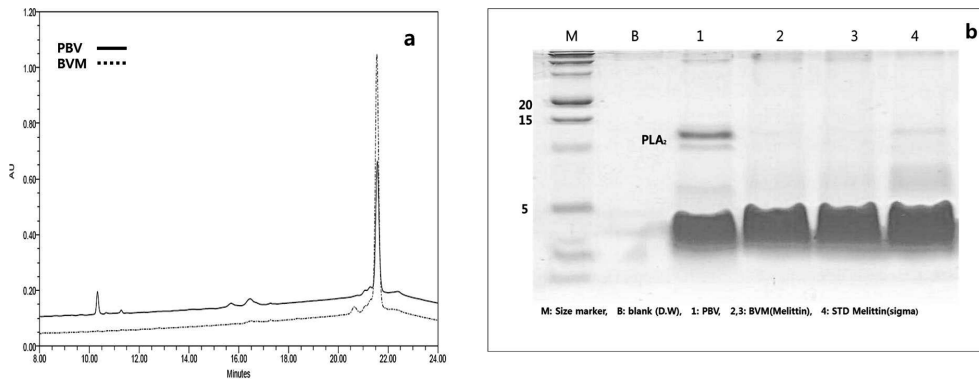 a
PBV
BVM
AU
1.20
1.00
0.80
0.60
0.40
0.20
0.00
8.00 10.00 12.00 14.00 16.00 18.00 20.00 22.00 24.00
Minutes
b
M B 1 2 3 4
20
15
PLA₂
5
M: Size marker, B: blank (D.W), 1: PBV, 2,3: BVM(Melittin), 4: STD Melittin(sigma)